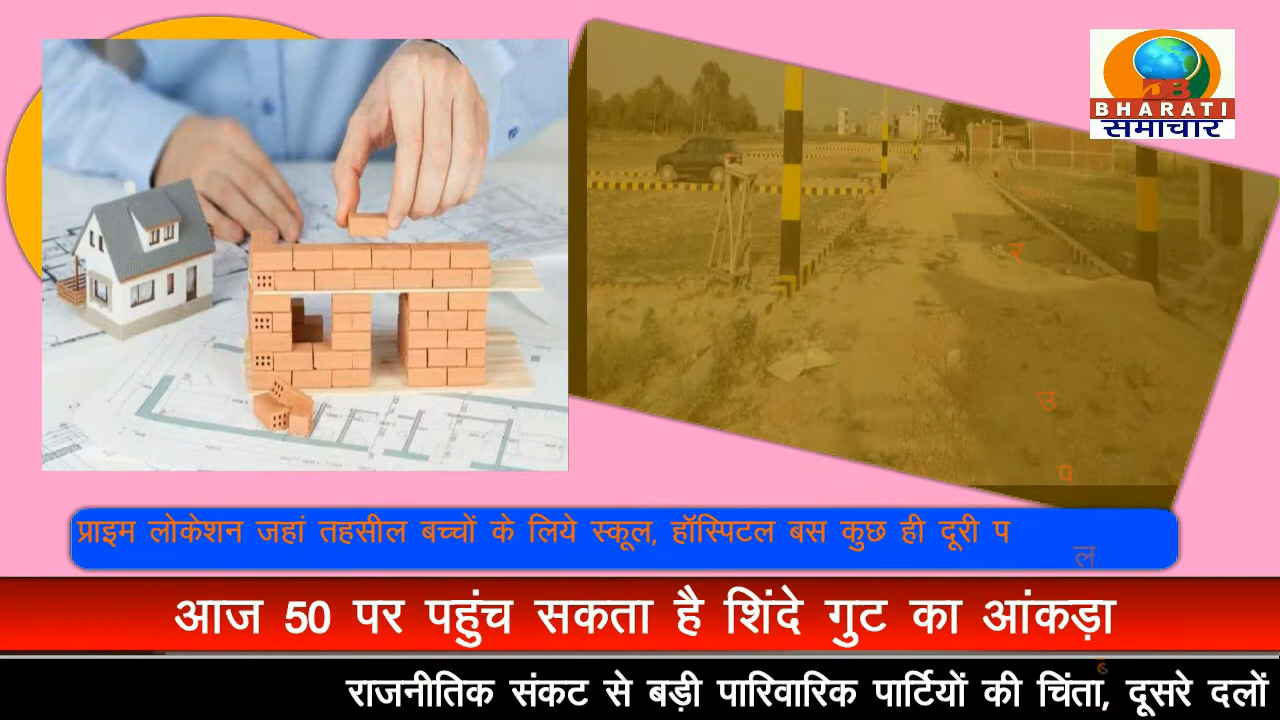 DB
BHARATI
समाचार
प्राइम लोकेशन जहां तहसील बच्चों के लिये स्कूल, हॉस्पिटल बस कुछ ही दूरी प
र
उ
प
ल
आज 50 पर पहुंच सकता है शिंदे गुट का आंकड़ा
राजनीतिक संकट से बड़ी पारिवारिक पार्टियों की चिंता, दूसरे दलों